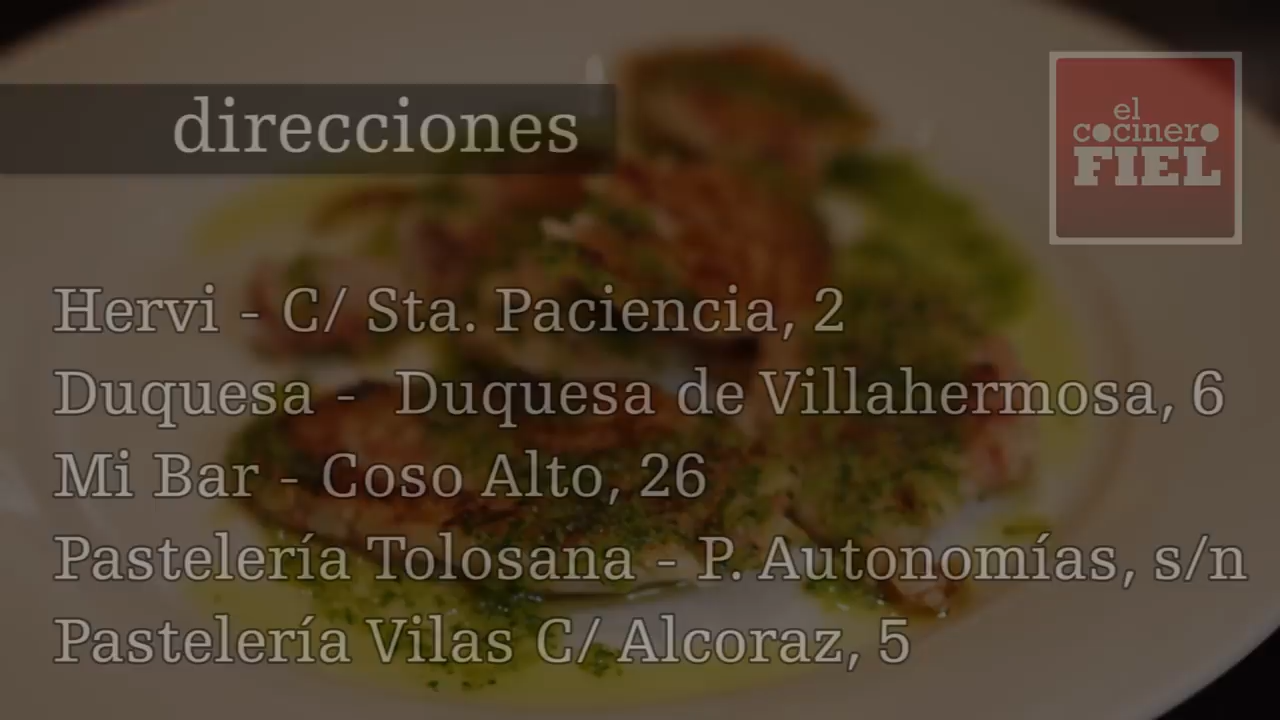 direcciones
el
cocinero
FIEL
Hervi - C/ Sta. Paciencia, 2
Duquesa - Duquesa de Villahermosa, 6
Mi Bar - Coso Alto, 26
Pastelería Tolosana - P. Autonomías, s/n
Pastelería Vilas C/ Alcoraz, 5